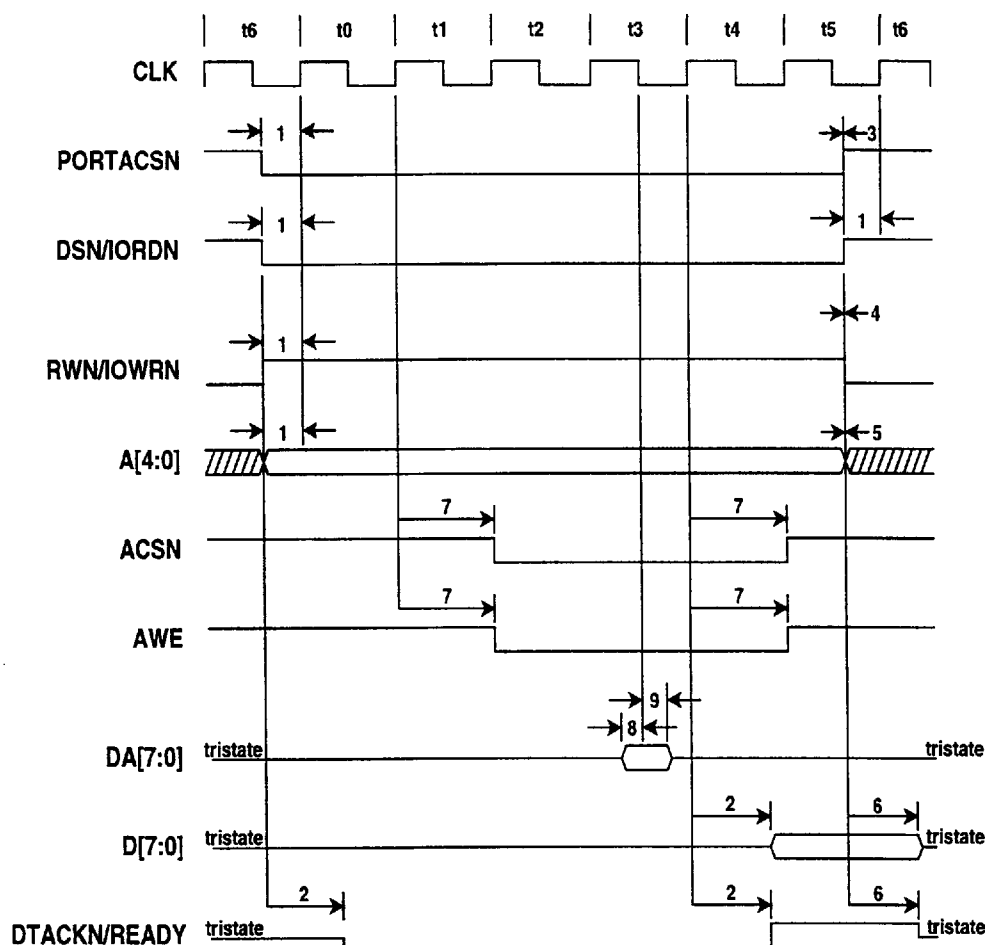 t6 t0 t1 t2 t3 t4 t5 t6
CLK
1 3
PORTACSN
1 1
DSN/IORDN
4
1
RWN/IOWRN
1 5
A[4:0]
7 7
ACSN
7 7
AWE
9
8
DA[7:0] tristate tristate
2 6
D[7:0] tristate tristate
2 2 6
DTACKN/READY tristate tristate